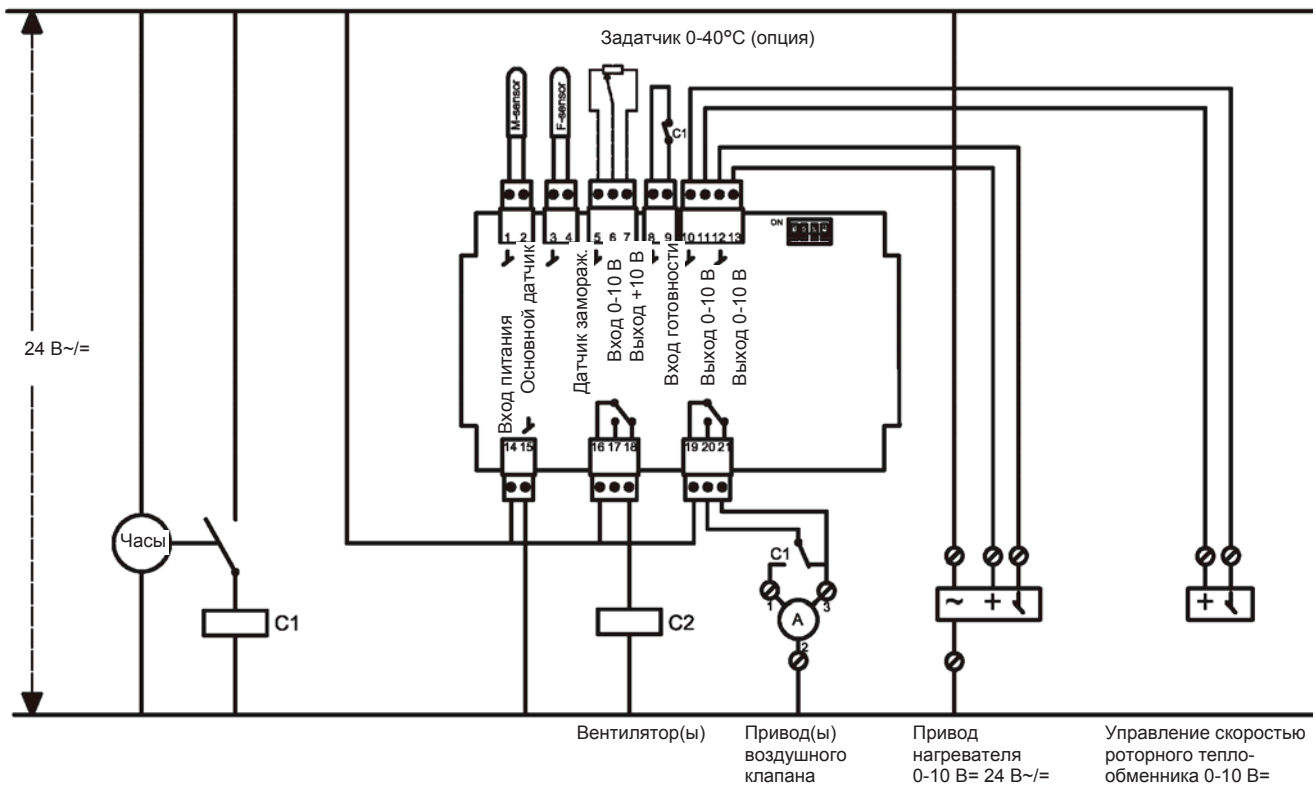 Задатчик 0-40°C (опция)
M-sensor
F-sensor
C1
1 2 3 4 5 6 7 8 9 10 11 12 13
ON
24 В~/=
Вход питания
Основной датчик
Датчик замораж.
Вход 0-10 В
Выход +10 В
Вход готовности
Выход 0-10 В
Выход 0-10 В
14 15 16 17 18 19 20 21
Часы
C1
C2
C1
1
3
A
2
~ +
+
Вентилятор(ы)
Привод(ы)
воздушного
клапана
Привод
нагревателя
0-10 В= 24 В~/=
Управление скоростью
роторного тепло-
обменника 0-10 В=